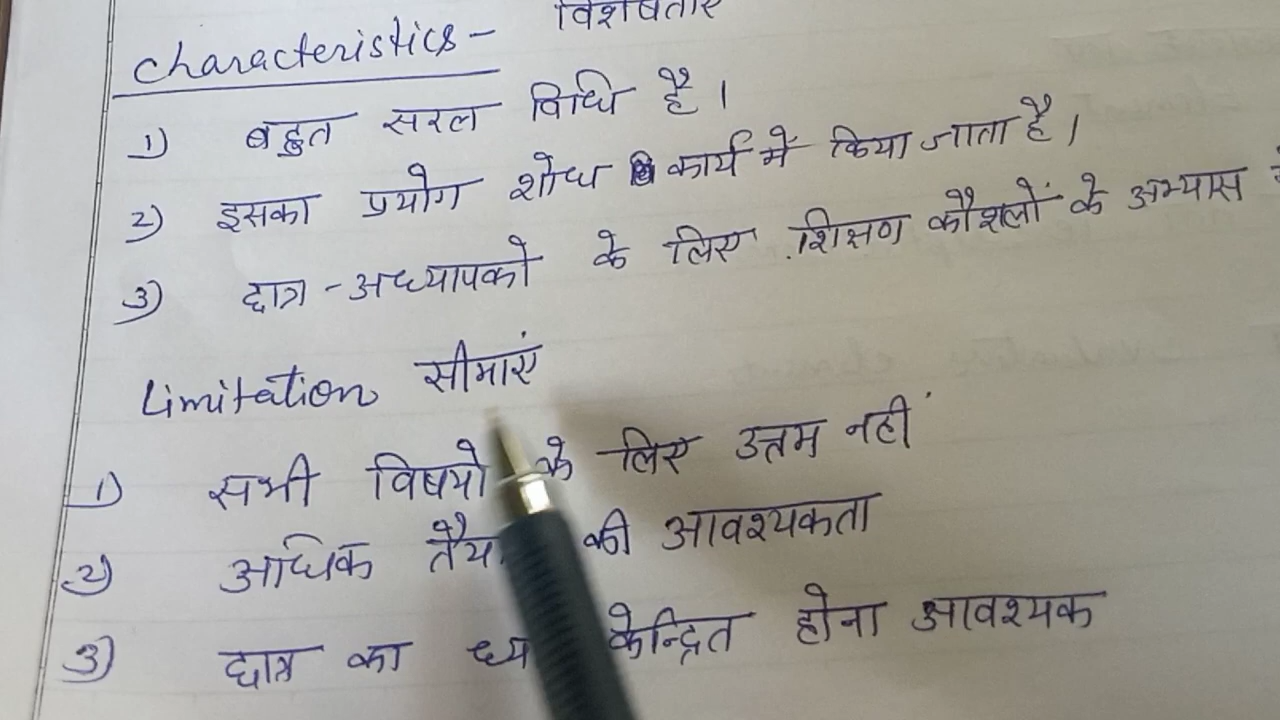 characteristics - विशेषताएं
1) बहुत सरल विधि है।
2) इसका प्रयोग शोध कार्य में किया जाता है।
3) छात्र - अध्यापको के लिए शिक्षण कौशलों के अभ्यास
Limitation सीमाएं
1) सभी विषयो के लिए उत्तम नहीं
2) अधिक की आवश्यकता
3) छात्र का केन्द्रित होना आवश्यक